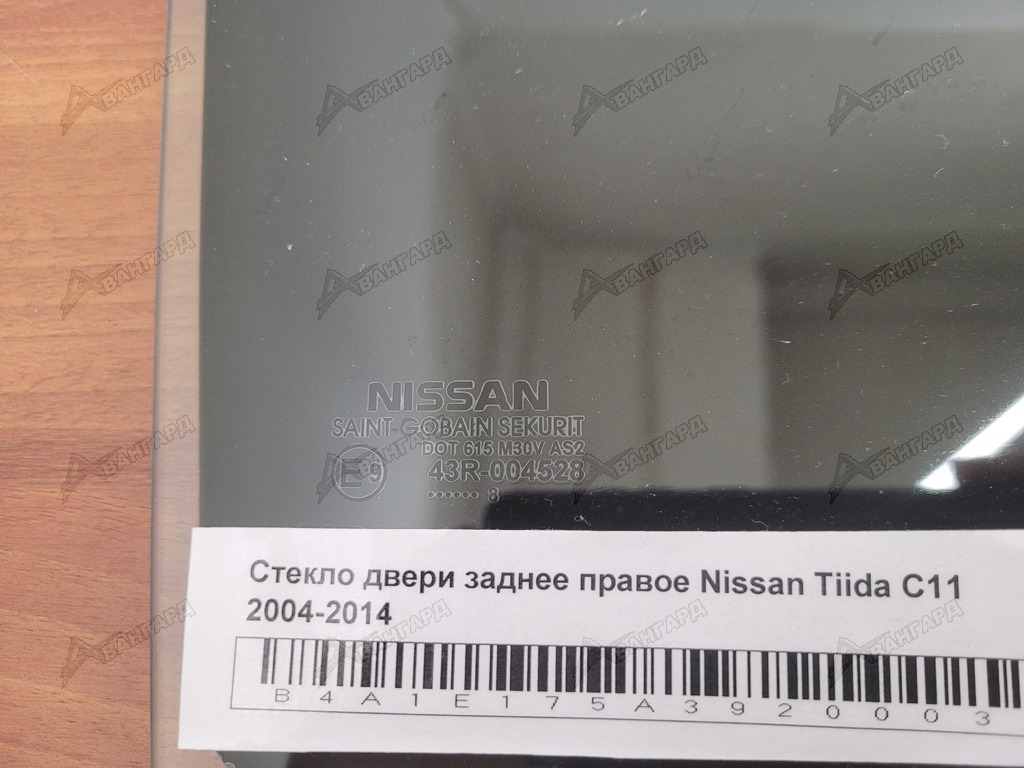 NISSAN
SAINT-GOBAIN SEKURIT
DOT 615 M30V AS2
E9 43R-004528
...... 8
Стекло двери заднее правое Nissan Tiida C11
2004-2014
B4A1E175A3920003
АВАНГАРД